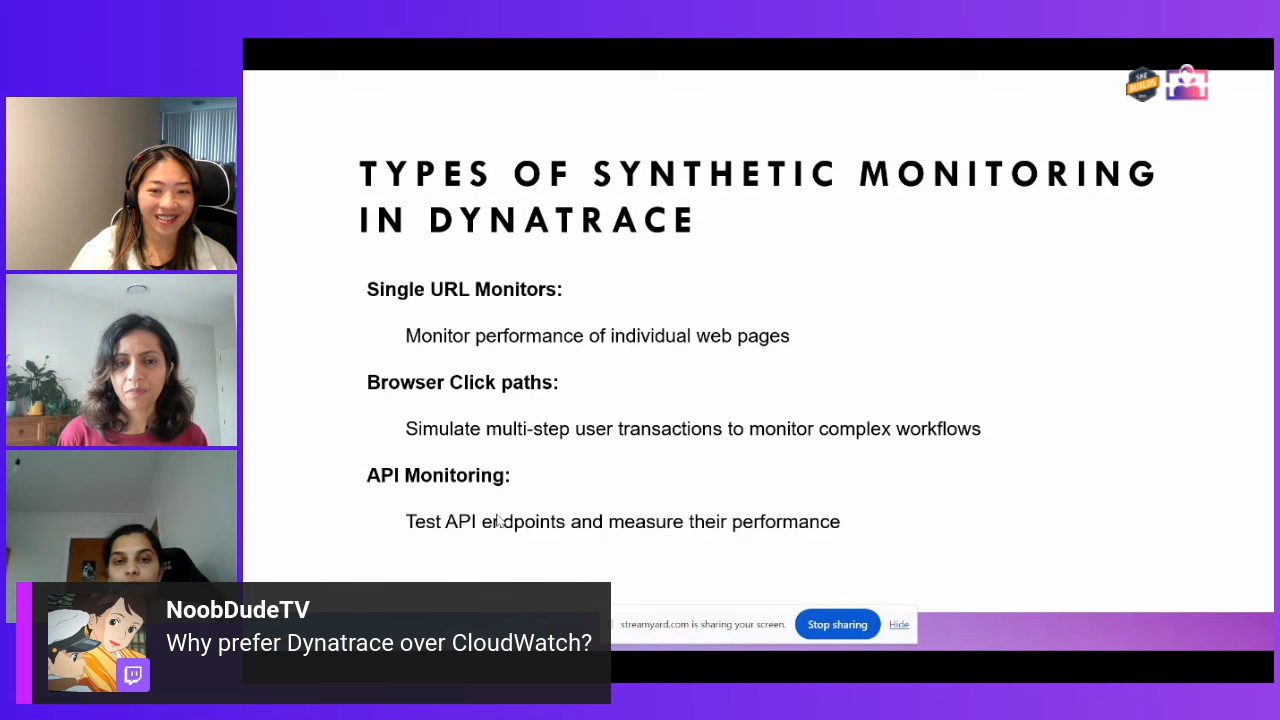 SHE
BUILDS
TYPES OF SYNTHETIC MONITORING
IN DYNATRACE
Single URL Monitors:
Monitor performance of individual web pages
Browser Click paths:
Simulate multi-step user transactions to monitor complex workflows
API Monitoring:
Test API endpoints and measure their performance
NoobDudeTV
Why prefer Dynatrace over CloudWatch?
streamyard.com is sharing your screen.
Stop sharing
Hide